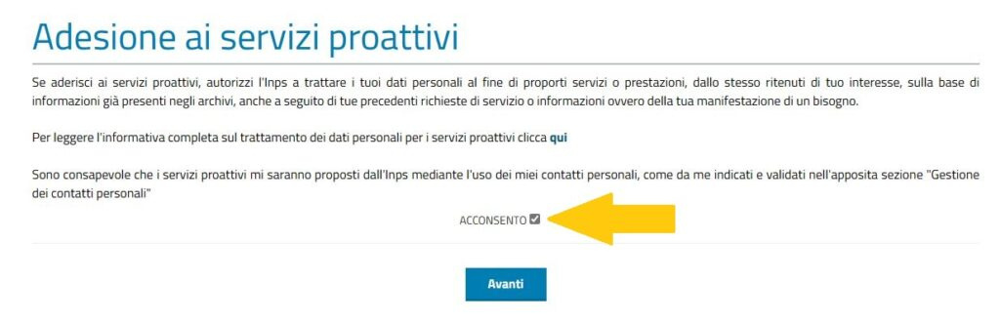 Adesione ai servizi proattivi
Se aderisci ai servizi proattivi, autorizzi l'Inps a trattare i tuoi dati personali al fine di proporti servizi o prestazioni, dallo stesso ritenuti di tuo interesse, sulla base di
informazioni già presenti negli archivi, anche a seguito di tue precedenti richieste di servizio o informazioni ovvero della tua manifestazione di un bisogno.
Per leggere l'informativa completa sul trattamento dei dati personali per i servizi proattivi clicca qui
Sono consapevole che i servizi proattivi mi saranno proposti dall'Inps mediante l'uso dei miei contatti personali, come da me indicati e validati nell'apposita sezione "Gestione
dei contatti personali"
ACCONSENTO
Avanti